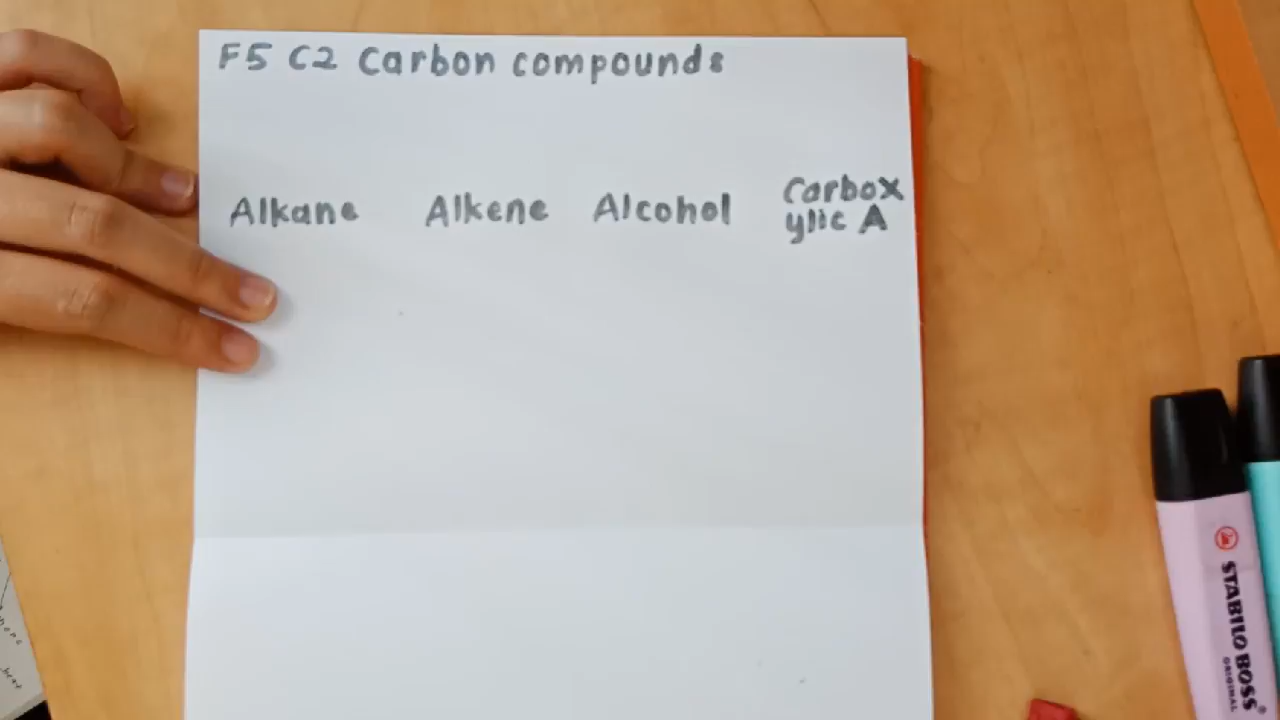 F5 C2 Carbon compounds
Alkane Alkene Alcohol Carbox
ylic A
STABILO BOSS
ORIGINAL